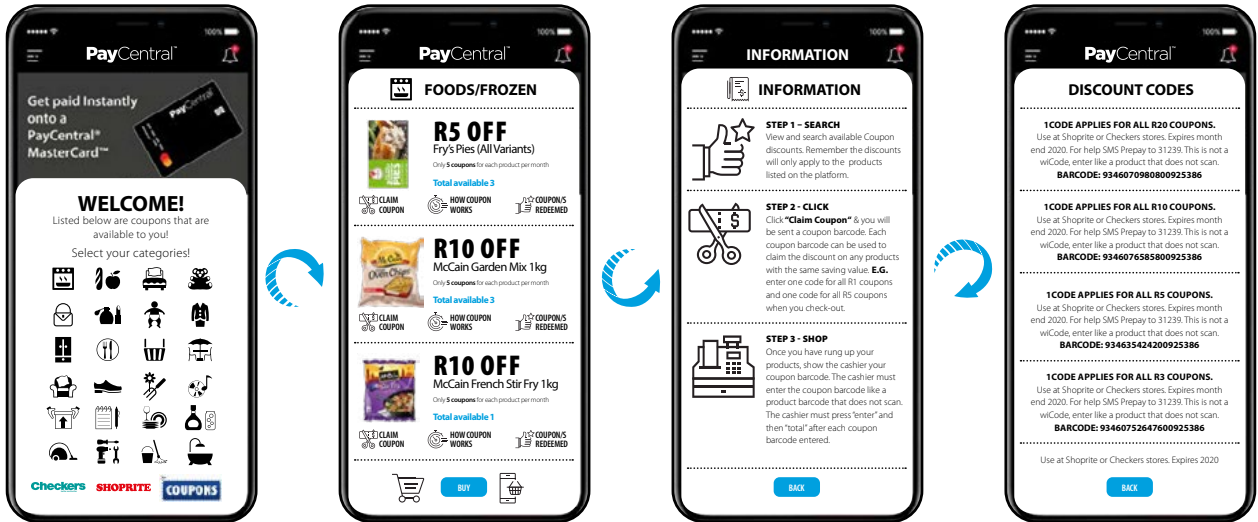 100%
PayCentral™
Get paid Instantly
onto a
PayCentral®
MasterCard™
PayCentral
WELCOME!
Listed below are coupons that are
available to you!
Select your categories!
Checkers
SHOPRITE
COUPONS
100%
PayCentral™
FOODS/FROZEN
R5 OFF
Fry's Pies (All Variants)
Only 5 coupons for each product per month
Total available 3
CLAIM
COUPON
HOW COUPON
WORKS
COUPON/S
REDEEMED
R10 OFF
McCain Garden Mix 1kg
Only 5 coupons for each product per month
Total available 3
McCain
Oven Chips
CLAIM
COUPON
HOW COUPON
WORKS
COUPON/S
REDEEMED
R10 OFF
McCain French Stir Fry 1kg
Only 5 coupons for each product per month
Total available 1
CLAIM
COUPON
HOW COUPON
WORKS
COUPON/S
REDEEMED
BUY
100%
INFORMATION
INFORMATION
STEP 1 – SEARCH
View and search available Coupon
discounts. Remember the discounts
will only apply to the products
listed on the platform.
STEP 2 - CLICK
Click "Claim Coupon" & you will
be sent a coupon barcode. Each
coupon barcode can be used to
claim the discount on any products
with the same saving value. E.G.
enter one code for all R1 coupons
and one code for all R5 coupons
when you check-out.
STEP 3 - SHOP
Once you have rung up your
products, show the cashier your
coupon barcode. The cashier must
enter the coupon barcode like a
product barcode that does not scan.
The cashier must press "enter" and
then "total" after each coupon
barcode entered.
BACK
100%
PayCentral™
DISCOUNT CODES
1CODE APPLIES FOR ALL R20 COUPONS.
Use at Shoprite or Checkers stores. Expires month
end 2020. For help SMS Prepay to 31239. This is not a
wiCode, enter like a product that does not scan.
BARCODE: 9346070980800925386
1CODE APPLIES FOR ALL R10 COUPONS.
Use at Shoprite or Checkers stores. Expires month
end 2020. For help SMS Prepay to 31239. This is not a
wiCode, enter like a product that does not scan.
BARCODE: 9346076585800925386
1CODE APPLIES FOR ALL R5 COUPONS.
Use at Shoprite or Checkers stores. Expires month
end 2020. For help SMS Prepay to 31239. This is not a
wiCode, enter like a product that does not scan.
BARCODE: 934635424200925386
1CODE APPLIES FOR ALL R3 COUPONS.
Use at Shoprite or Checkers stores. Expires month
end 2020. For help SMS Prepay to 31239. This is not a
wiCode, enter like a product that does not scan.
BARCODE: 93460752647600925386
Use at Shoprite or Checkers stores. Expires 2020
BACK